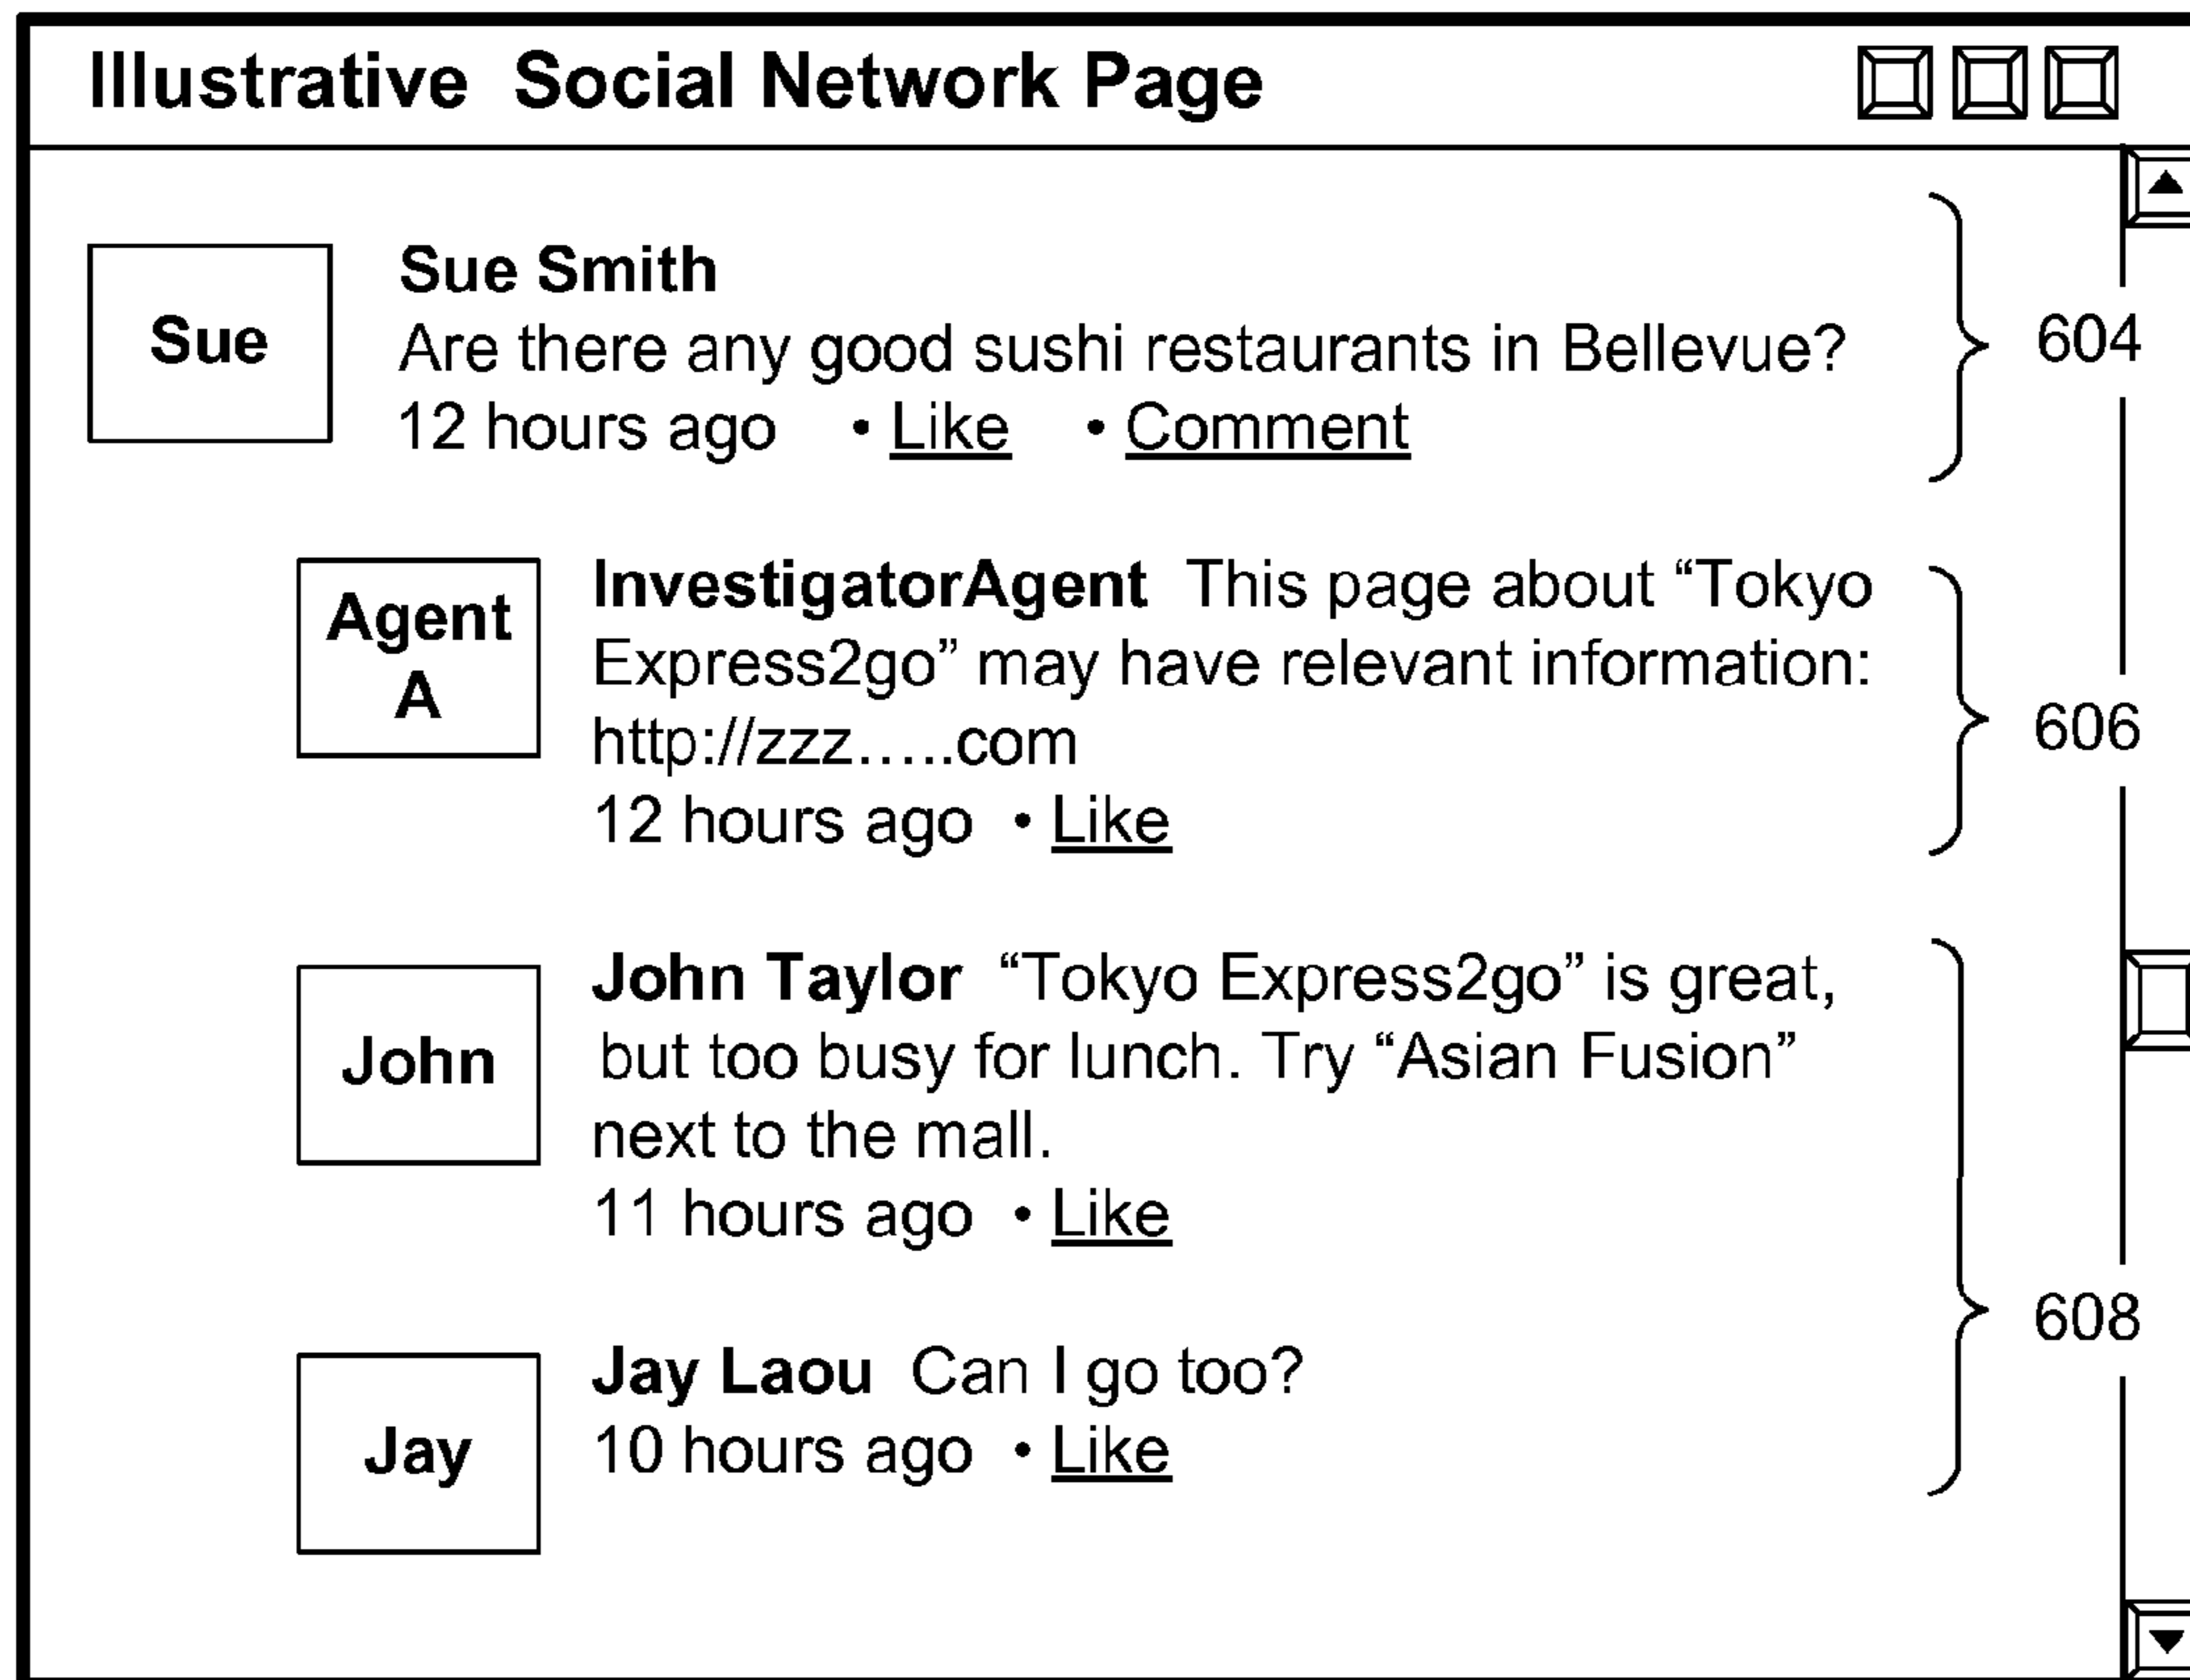 Illustrative Social Network Page
Sue
Sue Smith
Are there any good sushi restaurants in Bellevue?
12 hours ago • Like • Comment
604
Agent
A
InvestigatorAgent This page about “Tokyo
Express2go” may have relevant information:
http://zzz.....com
12 hours ago • Like
606
John
John Taylor “Tokyo Express2go” is great,
but too busy for lunch. Try “Asian Fusion”
next to the mall.
11 hours ago • Like
608
Jay
Jay Laou Can I go too?
10 hours ago • Like